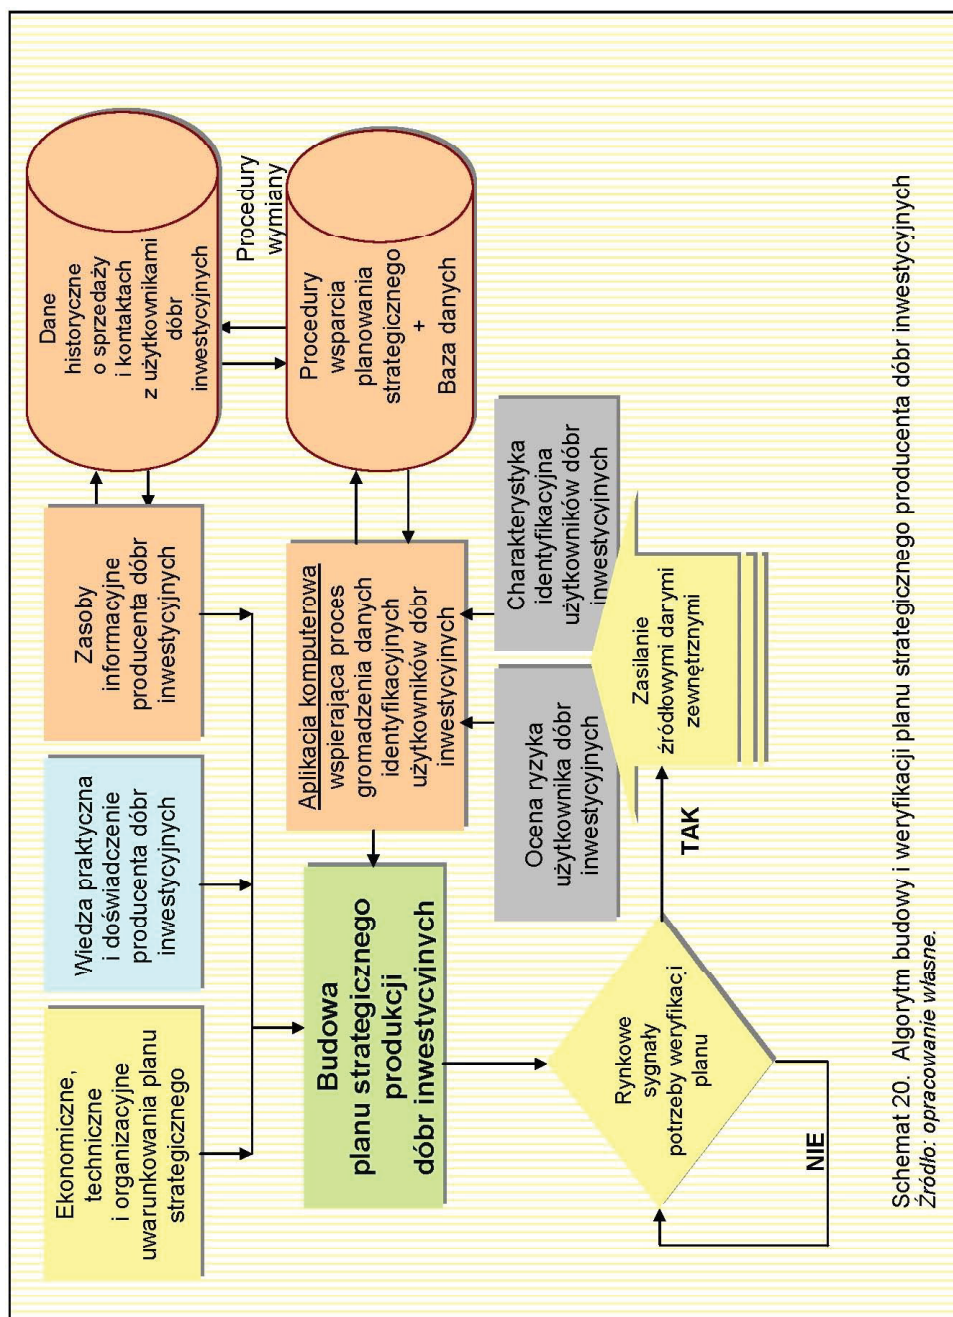 Ekonomiczne,
techniczne
i organizacyjne
uwarunkowania planu
strategicznego
Wiedza praktyczna
i doświadczenie
producenta dóbr
inwestycyjnych
Zasoby
informacyjne
producenta dóbr
inwestycyjnych
Dane
historyczne
o sprzedaży
i kontaktach
z użytkownikami
dóbr
inwestycyjnych
Procedury
wymiany
Budowa
planu strategicznego
produkcji
dóbr inwestycyjnych
Aplikacja komputerowa
wspierająca proces
gromadzenia danych
identyfikacyjnych
użytkowników dóbr
inwestycyjnych
Procedury
wsparcia
planowania
strategicznego
+
Baza danych
Ocena ryzyka
użytkownika dóbr
inwestycyjnych
Charakterystyka
identyfikacyjna
użytkowników dóbr
inwestycyjnych
Rynkowe
sygnały
potrzeby weryfikacji
planu
TAK
NIE
Zasilanie
źródłowymi danymi
zewnętrznymi
Schemat 20. Algorytm budowy i weryfikacji planu strategicznego producenta dóbr inwestycyjnych
Źródło: opracowanie własne.